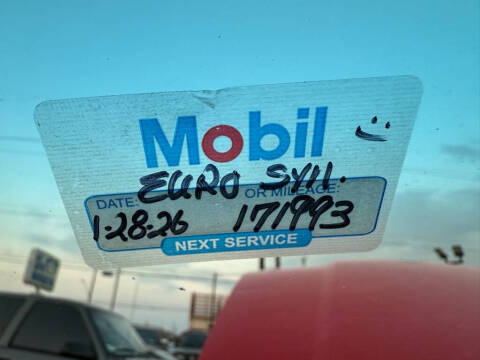 Mobil
EURO SYN.
DATE: OR MILEAGE:
1-28-26 171993
NEXT SERVICE